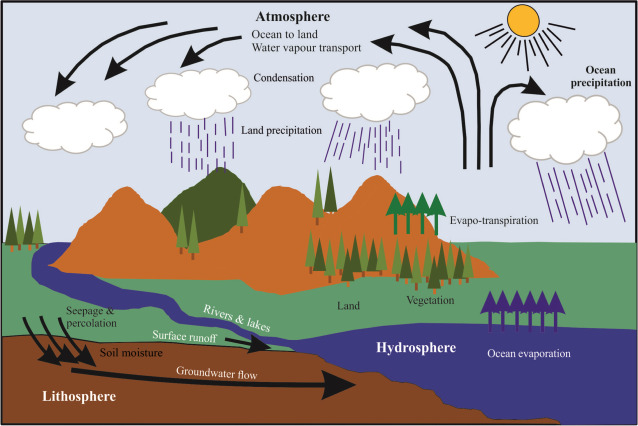 Atmosphere
Ocean to land
Water vapour transport
Condensation
Ocean
precipitation
Land precipitation
Evapo-transpiration
Vegetation
Land
Rivers & lakes
Seepage &
percolation
Surface runoff
Hydrosphere
Ocean evaporation
Soil moisture
Groundwater flow
Lithosphere